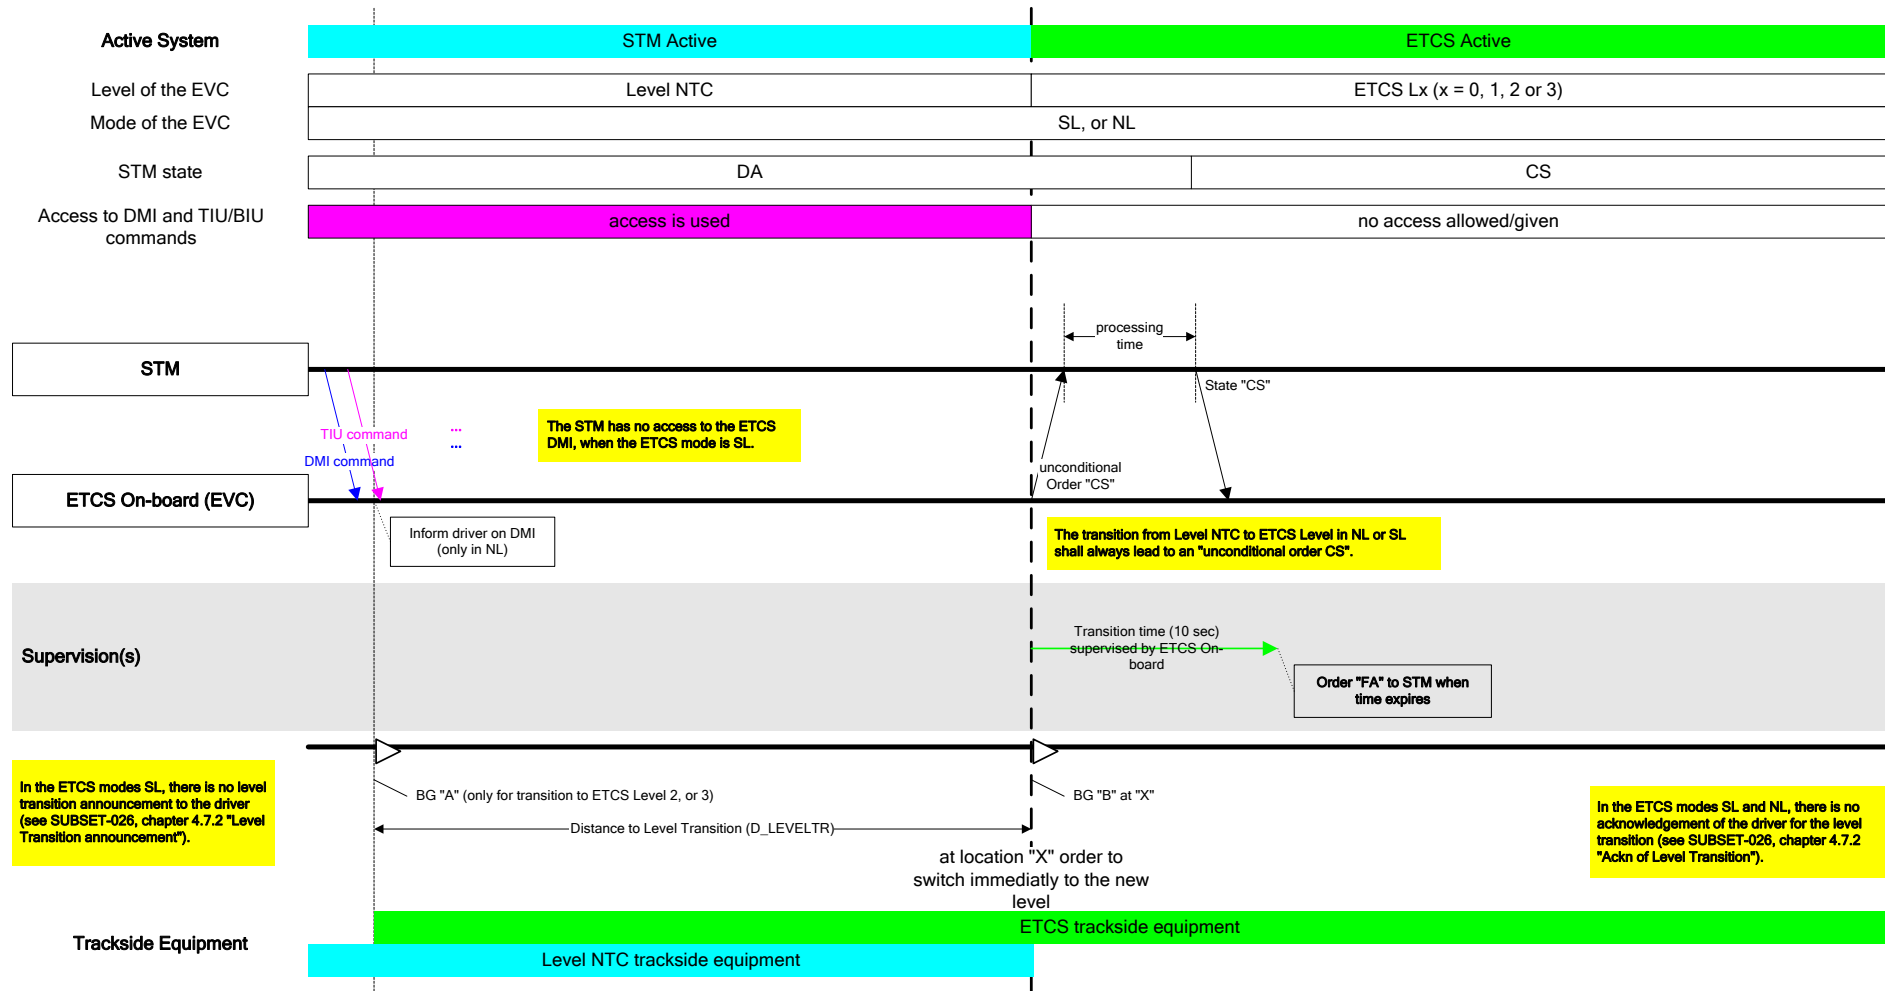 Active System
STM Active
ETCS Active
Level of the EVC
Level NTC
ETCS Lx (x = 0, 1, 2 or 3)
Mode of the EVC
SL, or NL
STM state
DA
CS
Access to DMI and TIU/BIU
commands
access is used
no access allowed/given
processing
time
STM
State "CS"
TIU command
...
DMI command
...
The STM has no access to the ETCS
DMI, when the ETCS mode is SL.
unconditional
Order "CS"
ETCS On-board (EVC)
Inform driver on DMI
(only in NL)
The transition from Level NTC to ETCS Level in NL or SL
shall always lead to an "unconditional order CS".
Supervision(s)
Transition time (10 sec)
supervised by ETCS On-
board
Order "FA" to STM when
time expires
In the ETCS modes SL, there is no level
transition announcement to the driver
(see SUBSET-026, chapter 4.7.2 "Level
Transition announcement").
BG "A" (only for transition to ETCS Level 2, or 3)
BG "B" at "X"
Distance to Level Transition (D_LEVELTR)
In the ETCS modes SL and NL, there is no
acknowledgement of the driver for the level
transition (see SUBSET-026, chapter 4.7.2
"Ackn of Level Transition").
at location "X" order to
switch immediatly to the new
level
Trackside Equipment
ETCS trackside equipment
Level NTC trackside equipment